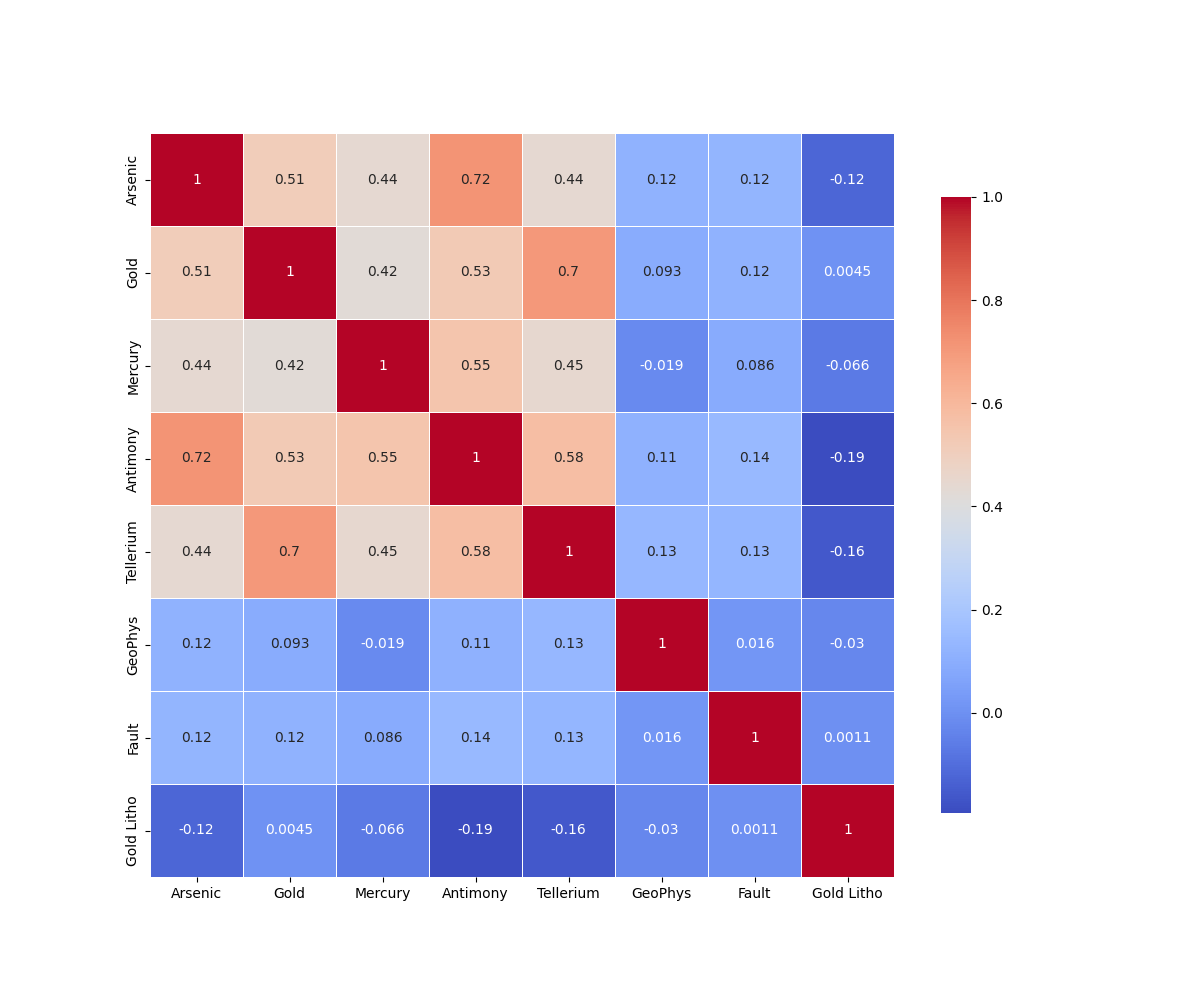 Arsenic 1 0.51 0.44 0.72 0.44 0.12 0.12 -0.12
Gold 0.51 1 0.42 0.53 0.7 0.093 0.12 0.0045
Mercury 0.44 0.42 1 0.55 0.45 -0.019 0.086 -0.066
Antimony 0.72 0.53 0.55 1 0.58 0.11 0.14 -0.19
Tellerium 0.44 0.7 0.45 0.58 1 0.13 0.13 -0.16
GeoPhys 0.12 0.093 -0.019 0.11 0.13 1 0.016 -0.03
Fault 0.12 0.12 0.086 0.14 0.13 0.016 1 0.0011
Gold Litho -0.12 0.0045 -0.066 -0.19 -0.16 -0.03 0.0011 1
Arsenic Gold Mercury Antimony Tellerium GeoPhys Fault Gold Litho
1.0
0.8
0.6
0.4
0.2
0.0